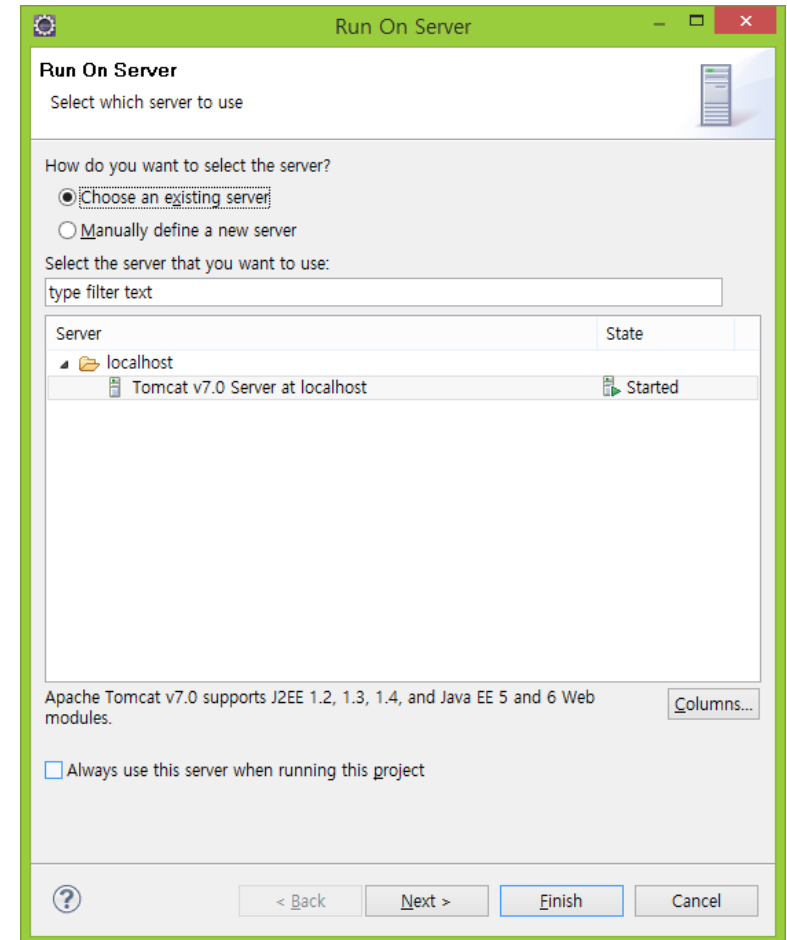 Run On Server
Run On Server
Select which server to use
How do you want to select the server?
Choose an existing server
Manually define a new server
Select the server that you want to use:
type filter text
Server State
localhost
Tomcat v7.0 Server at localhost Started
Apache Tomcat v7.0 supports J2EE 1.2, 1.3, 1.4, and Java EE 5 and 6 Web
modules.
Columns...
Always use this server when running this project
? < Back Next > Finish Cancel